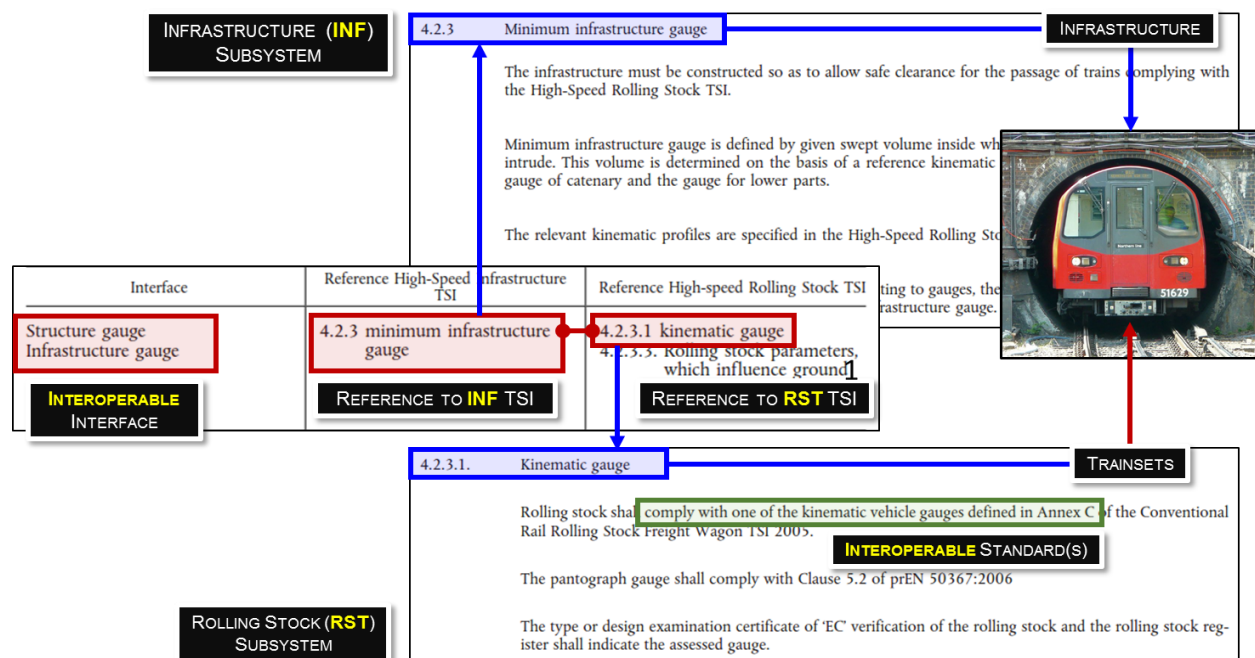 INFRASTRUCTURE (INF)
SUBSYSTEM
4.2.3 Minimum infrastructure gauge
INFRASTRUCTURE
The infrastructure must be constructed so as to allow safe clearance for the passage of trains complying with
the High-Speed Rolling Stock TSI.
Minimum infrastructure gauge is defined by given swept volume inside
intrude. This volume is determined on the basis of a reference kinematic
gauge of catenary and the gauge for lower parts.
The relevant kinematic profiles are specified in the High-Speed Rolling
ting to gauges, the
frastructure gauge.
Northern line
51629
Interface
Reference High-Speed Infrastructure
TSI
Reference High-speed Rolling Stock TSI
Structure gauge
Infrastructure gauge
4.2.3 minimum infrastructure
gauge
4.2.3.1 kinematic gauge
4.2.3.3. Rolling stock parameters,
which influence ground
1
INTEROPERABLE
INTERFACE
REFERENCE TO INF TSI
REFERENCE TO RST TSI
4.2.3.1. Kinematic gauge
TRAINSETS
Rolling stock shall comply with one of the kinematic vehicle gauges defined in Annex C of the Conventional
Rail Rolling Stock Freight Wagon TSI 2005.
INTEROPERABLE STANDARD(S)
The pantograph gauge shall comply with Clause 5.2 of prEN 50367:2006
ROLLING STOCK (RST)
SUBSYSTEM
The type or design examination certificate of 'EC' verification of the rolling stock and the rolling stock reg-
ister shall indicate the assessed gauge.